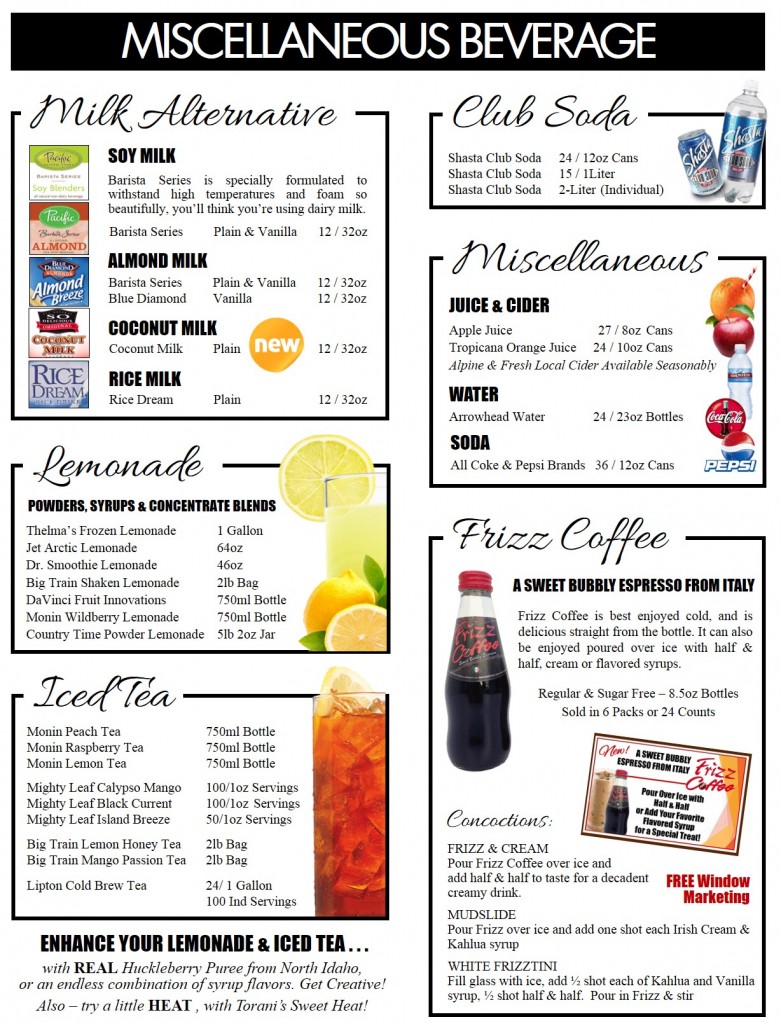 MISCELLANEOUS BEVERAGE
Milk Alternative
Pacific
BARISTA SERIES
Soy Blenders
Pacific
Barista Series
ALMOND
BLUE DIAMOND
ALMONDS
Almond Breeze
SO DELICIOUS
ORIGINAL
COCONUT MILK
RICE DREAM
SOY MILK
Barista Series is specially formulated to
withstand high temperatures and foam so
beautifully, you'll think you're using dairy milk.
Barista Series Plain & Vanilla 12 / 32oz
ALMOND MILK
Barista Series Plain & Vanilla 12 / 32oz
Blue Diamond Vanilla 12 / 32oz
COCONUT MILK
Coconut Milk Plain new 12 / 32oz
RICE MILK
Rice Dream Plain 12 / 32oz
Lemonade
POWDERS, SYRUPS & CONCENTRATE BLENDS
Thelma's Frozen Lemonade 1 Gallon
Jet Arctic Lemonade 64oz
Dr. Smoothie Lemonade 46oz
Big Train Shaken Lemonade 2lb Bag
DaVinci Fruit Innovations 750ml Bottle
Monin Wildberry Lemonade 750ml Bottle
Country Time Powder Lemonade 5lb 2oz Jar
Iced Tea
Monin Peach Tea 750ml Bottle
Monin Raspberry Tea 750ml Bottle
Monin Lemon Tea 750ml Bottle
Mighty Leaf Calypso Mango 100/1oz Servings
Mighty Leaf Black Current 100/1oz Servings
Mighty Leaf Island Breeze 50/1oz Servings
Big Train Lemon Honey Tea 2lb Bag
Big Train Mango Passion Tea 2lb Bag
Lipton Cold Brew Tea 24/ 1 Gallon
100 Ind Servings
ENHANCE YOUR LEMONADE & ICED TEA . . .
with REAL Huckleberry Puree from North Idaho,
or an endless combination of syrup flavors. Get Creative!
Also – try a little HEAT , with Torani's Sweet Heat!
Club Soda
Shasta Club Soda 24 / 12oz Cans
Shasta Club Soda 15 / 1Liter
Shasta Club Soda 2-Liter (Individual)
Shasta
Shasta
Miscellaneous
JUICE & CIDER
Apple Juice 27 / 8oz Cans
Tropicana Orange Juice 24 / 10oz Cans
Alpine & Fresh Local Cider Available Seasonably
WATER
Arrowhead Water 24 / 23oz Bottles
SODA
All Coke & Pepsi Brands 36 / 12oz Cans
Coca-Cola
PEPSI
Frizz Coffee
A SWEET BUBBLY ESPRESSO FROM ITALY
Frizz Coffee is best enjoyed cold, and is
delicious straight from the bottle. It can also
be enjoyed poured over ice with half &
half, cream or flavored syrups.
Regular & Sugar Free – 8.5oz Bottles
Sold in 6 Packs or 24 Counts
Frizz
Coffee
New!
A SWEET BUBBLY
ESPRESSO FROM ITALY
Frizz
Coffee
Pour Over Ice with
Half & Half
or Add Your Favorite
Flavored Syrup
for a Special Treat!
FREE Window
Marketing
Concoctions:
FRIZZ & CREAM
Pour Frizz Coffee over ice and
add half & half to taste for a decadent
creamy drink.
MUDSLIDE
Pour Frizz over ice and add one shot each Irish Cream &
Kahlua syrup
WHITE FRIZZTINI
Fill glass with ice, add ½ shot each of Kahlua and Vanilla
syrup, ½ shot half & half. Pour in Frizz & stir